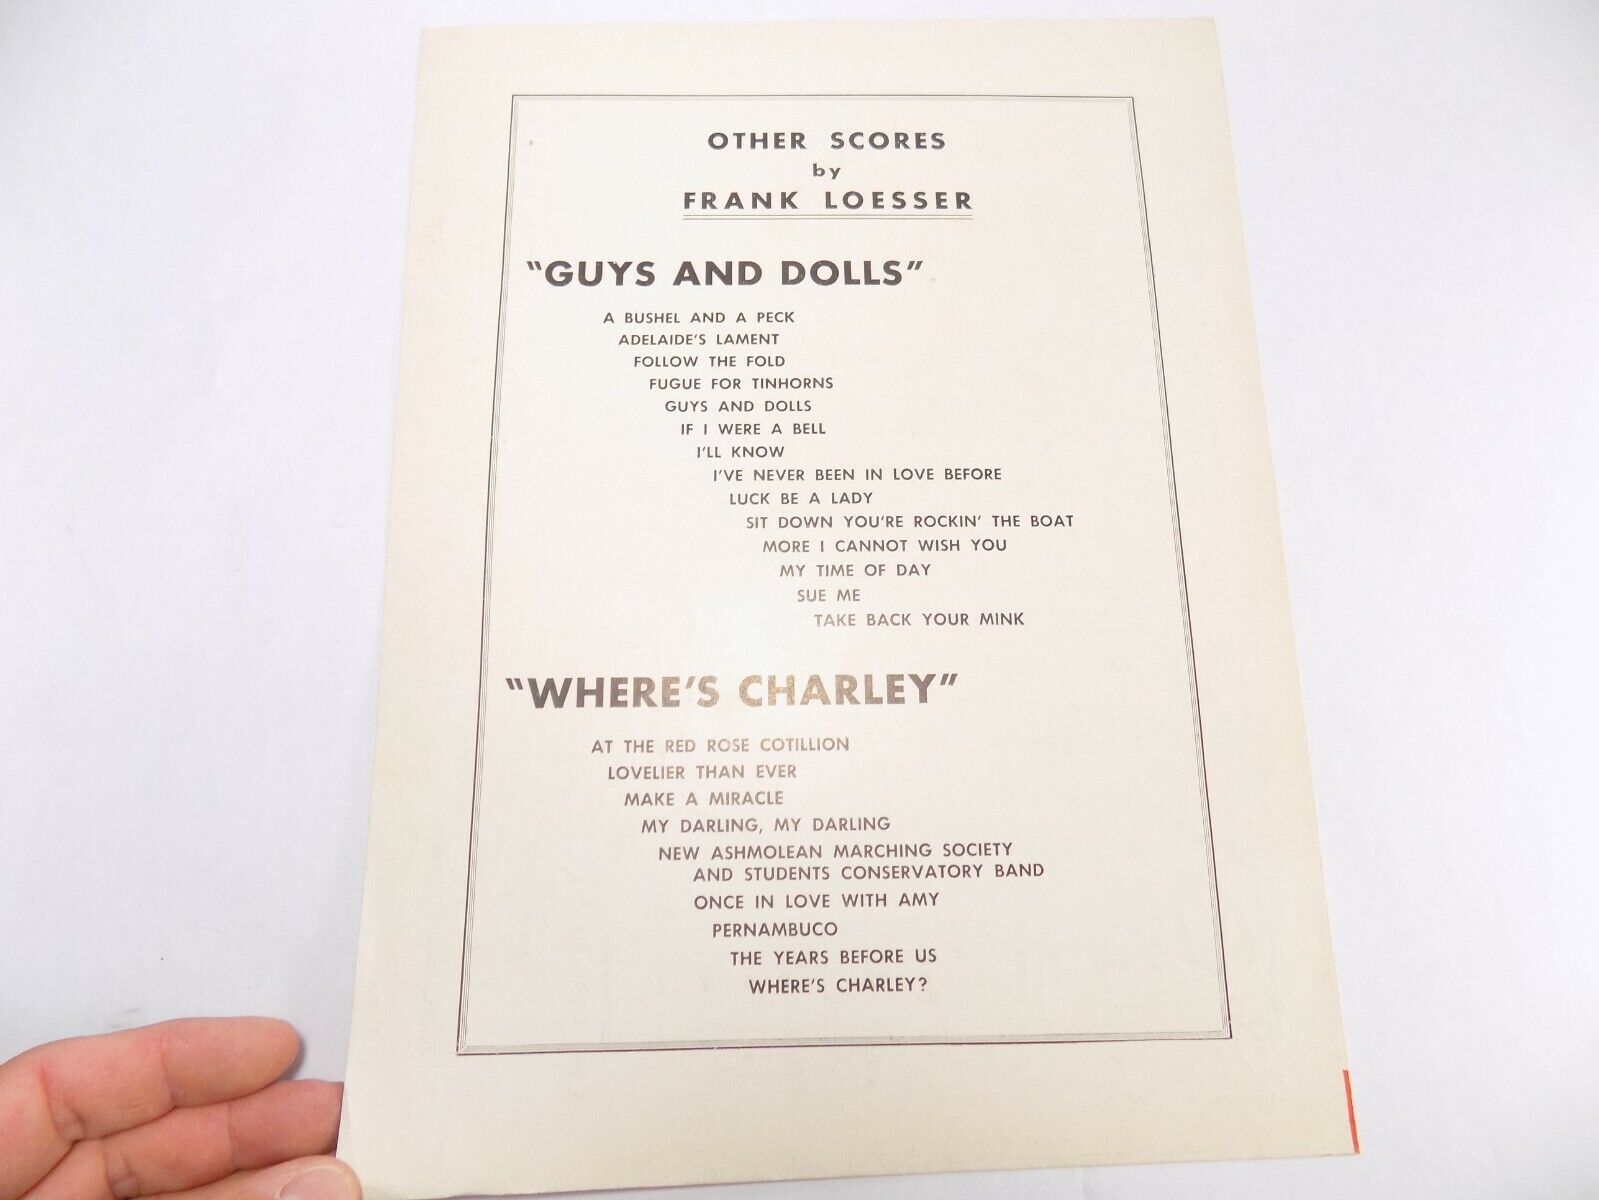 OTHER SCORES
by
FRANK LOESSER
"GUYS AND DOLLS"
A BUSHEL AND A PECK
ADELAIDE'S LAMENT
FOLLOW THE FOLD
FUGUE FOR TINHORNS
GUYS AND DOLLS
IF I WERE A BELL
I'LL KNOW
I'VE NEVER BEEN IN LOVE BEFORE
LUCK BE A LADY
SIT DOWN YOU'RE ROCKIN' THE BOAT
MORE I CANNOT WISH YOU
MY TIME OF DAY
SUE ME
TAKE BACK YOUR MINK
"WHERE'S CHARLEY"
AT THE RED ROSE COTILLION
LOVELIER THAN EVER
MAKE A MIRACLE
MY DARLING, MY DARLING
NEW ASHMOLEAN MARCHING SOCIETY
AND STUDENTS CONSERVATORY BAND
ONCE IN LOVE WITH AMY
PERNAMBUCO
THE YEARS BEFORE US
WHERE'S CHARLEY?